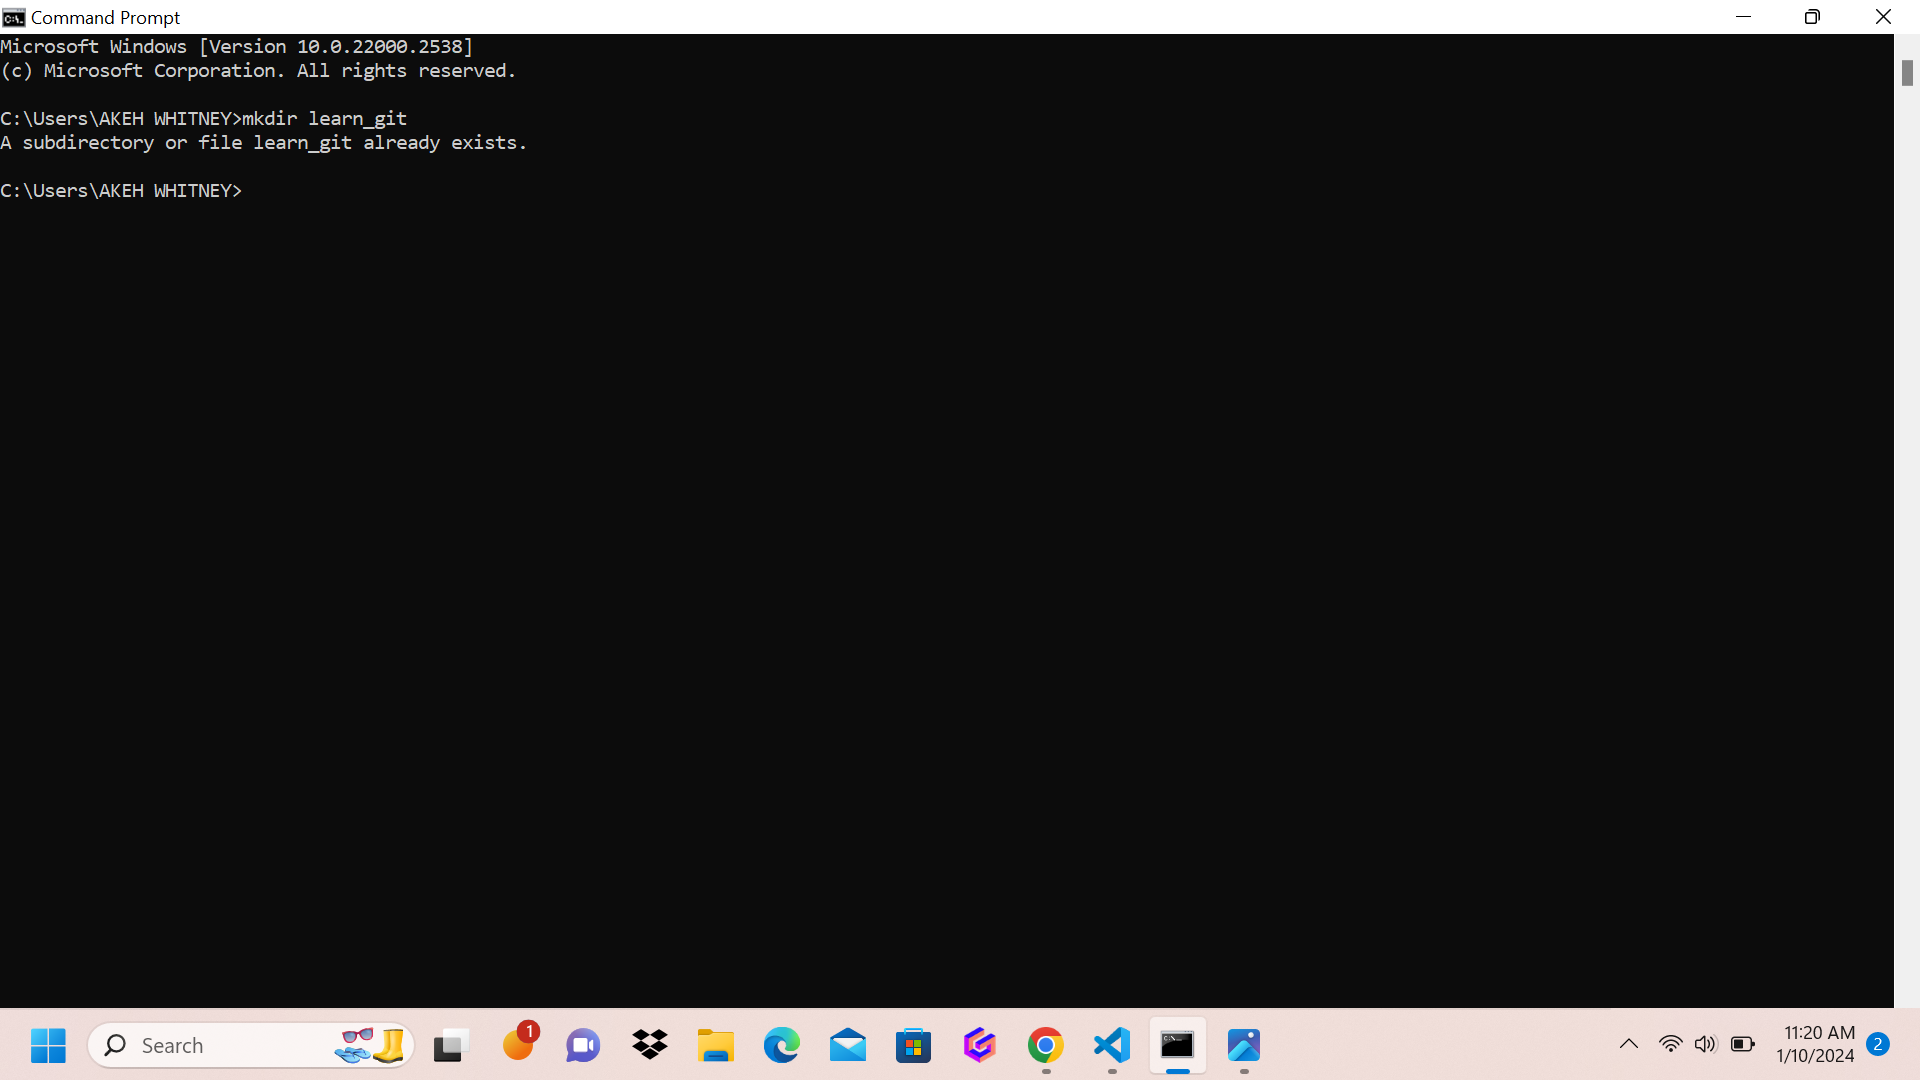 Command Prompt
Microsoft Windows [Version 10.0.22000.2538]
(c) Microsoft Corporation. All rights reserved.
C:\Users\AKEH WHITNEY>mkdir learn_git
A subdirectory or file learn_git already exists.
C:\Users\AKEH WHITNEY>
Search
1
11:20 AM
1/10/2024
2